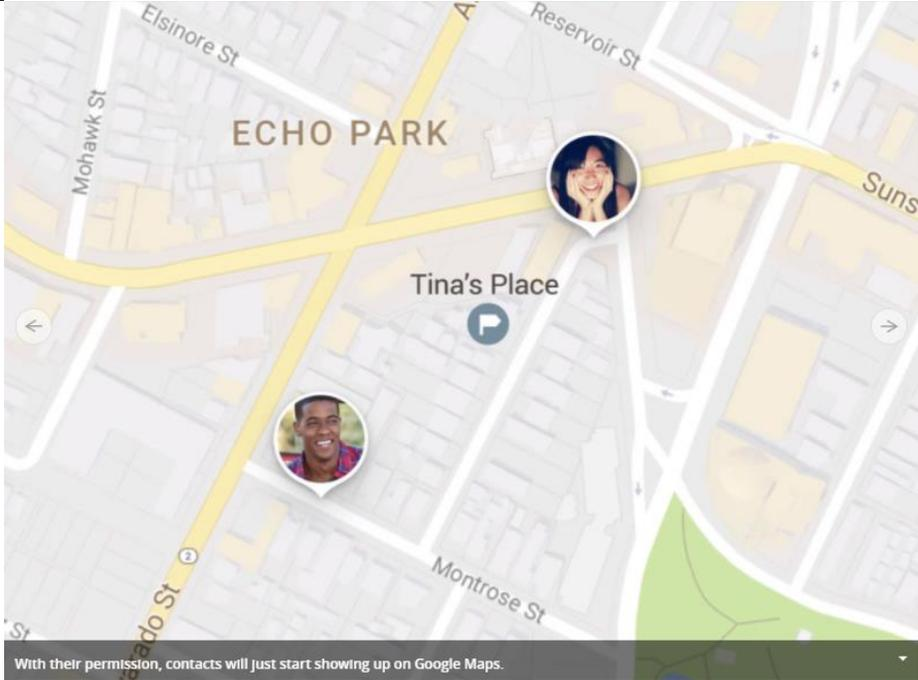 Elsinore St
A
Reservoir St
Mohawk St
ECHO PARK
Suns
Tina's Place
2
Montrose St
arado St
St
With their permission, contacts will just start showing up on Google Maps.